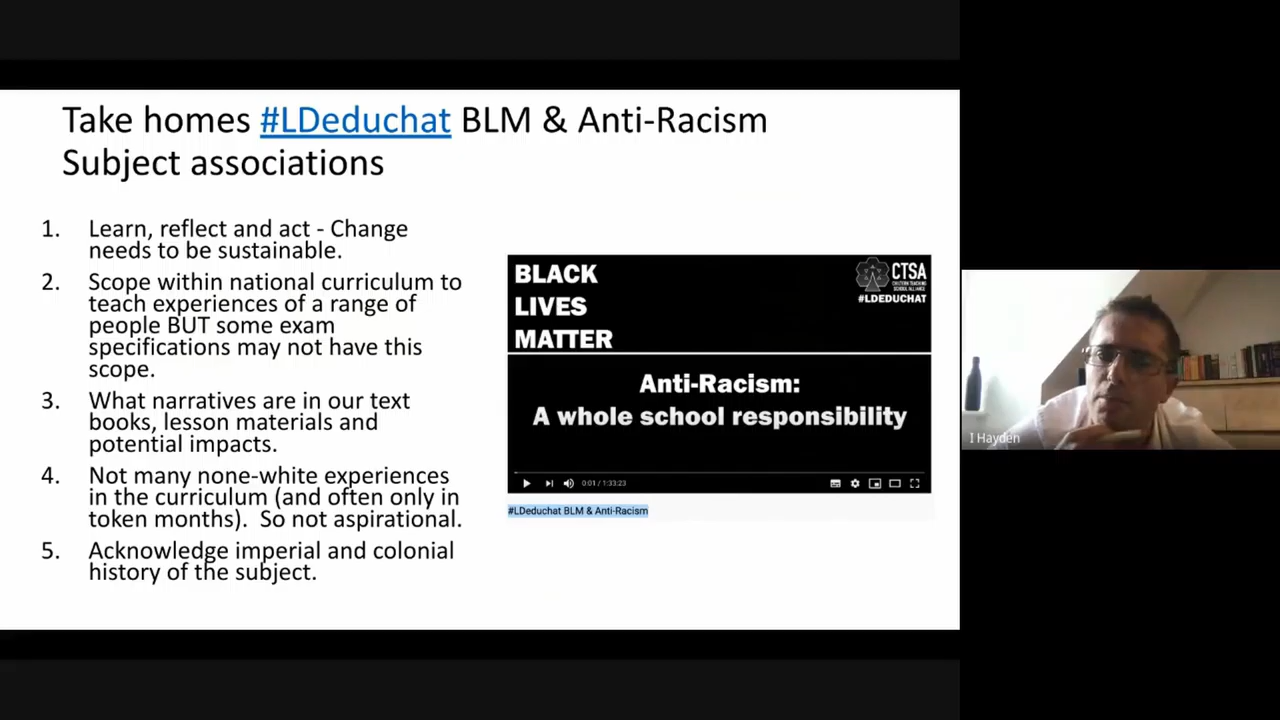 Take homes #LDeduchat BLM & Anti-Racism
Subject associations
1. Learn, reflect and act - Change
needs to be sustainable.
2. Scope within national curriculum to
teach experiences of a range of
people BUT some exam
specifications may not have this
scope.
3. What narratives are in our text
books, lesson materials and
potential impacts.
4. Not many none-white experiences
in the curriculum (and often only in
token months). So not aspirational.
5. Acknowledge imperial and colonial
history of the subject.
BLACK
LIVES
MATTER
CTSA
CHILTERN TEACHING
SCHOOL ALLIANCE
#LDEDUCHAT
Anti-Racism:
A whole school responsibility
0:01 / 1:33:23
#LDeduchat BLM & Anti-Racism
I Hayden